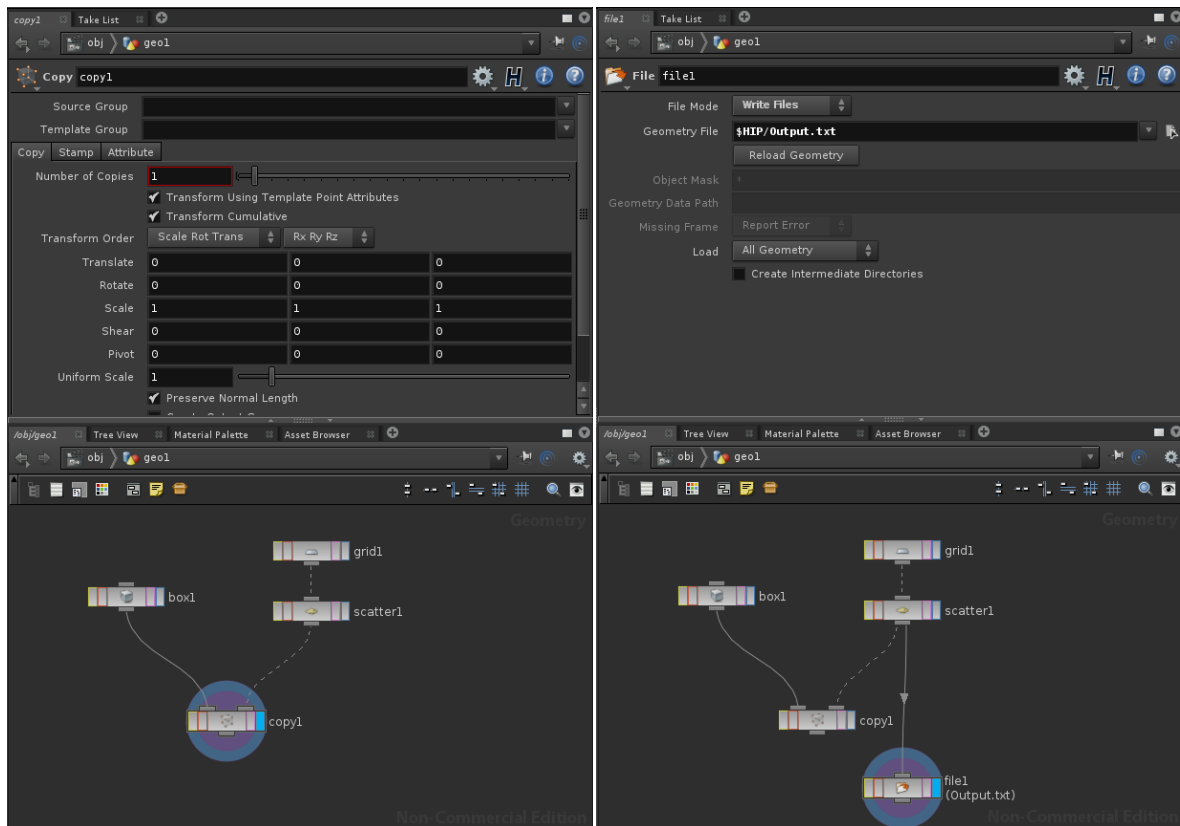 copy1 Take List
obj geo1
Copy copy1
Source Group
Template Group
Copy Stamp Attribute
Number of Copies 1
Transform Using Template Point Attributes
Transform Cumulative
Transform Order Scale Rot Trans Rx Ry Rz
Translate 0 0 0
Rotate 0 0 0
Scale 1 1 1
Shear 0 0 0
Pivot 0 0 0
Uniform Scale 1
Preserve Normal Length
/obj/geo1 Tree View Material Palette Asset Browser
obj geo1
Geometry
grid1
box1
scatter1
copy1
Non-Commercial Edition
file1 Take List
obj geo1
File file1
File Mode Write Files
Geometry File $HIP/Output.txt
Reload Geometry
Object Mask *
Geometry Data Path
Missing Frame Report Error
Load All Geometry
Create Intermediate Directories
/obj/geo1 Tree View Material Palette Asset Browser
obj geo1
Geometry
grid1
box1
scatter1
copy1
file1
(Output.txt)
Non-Commercial Edition